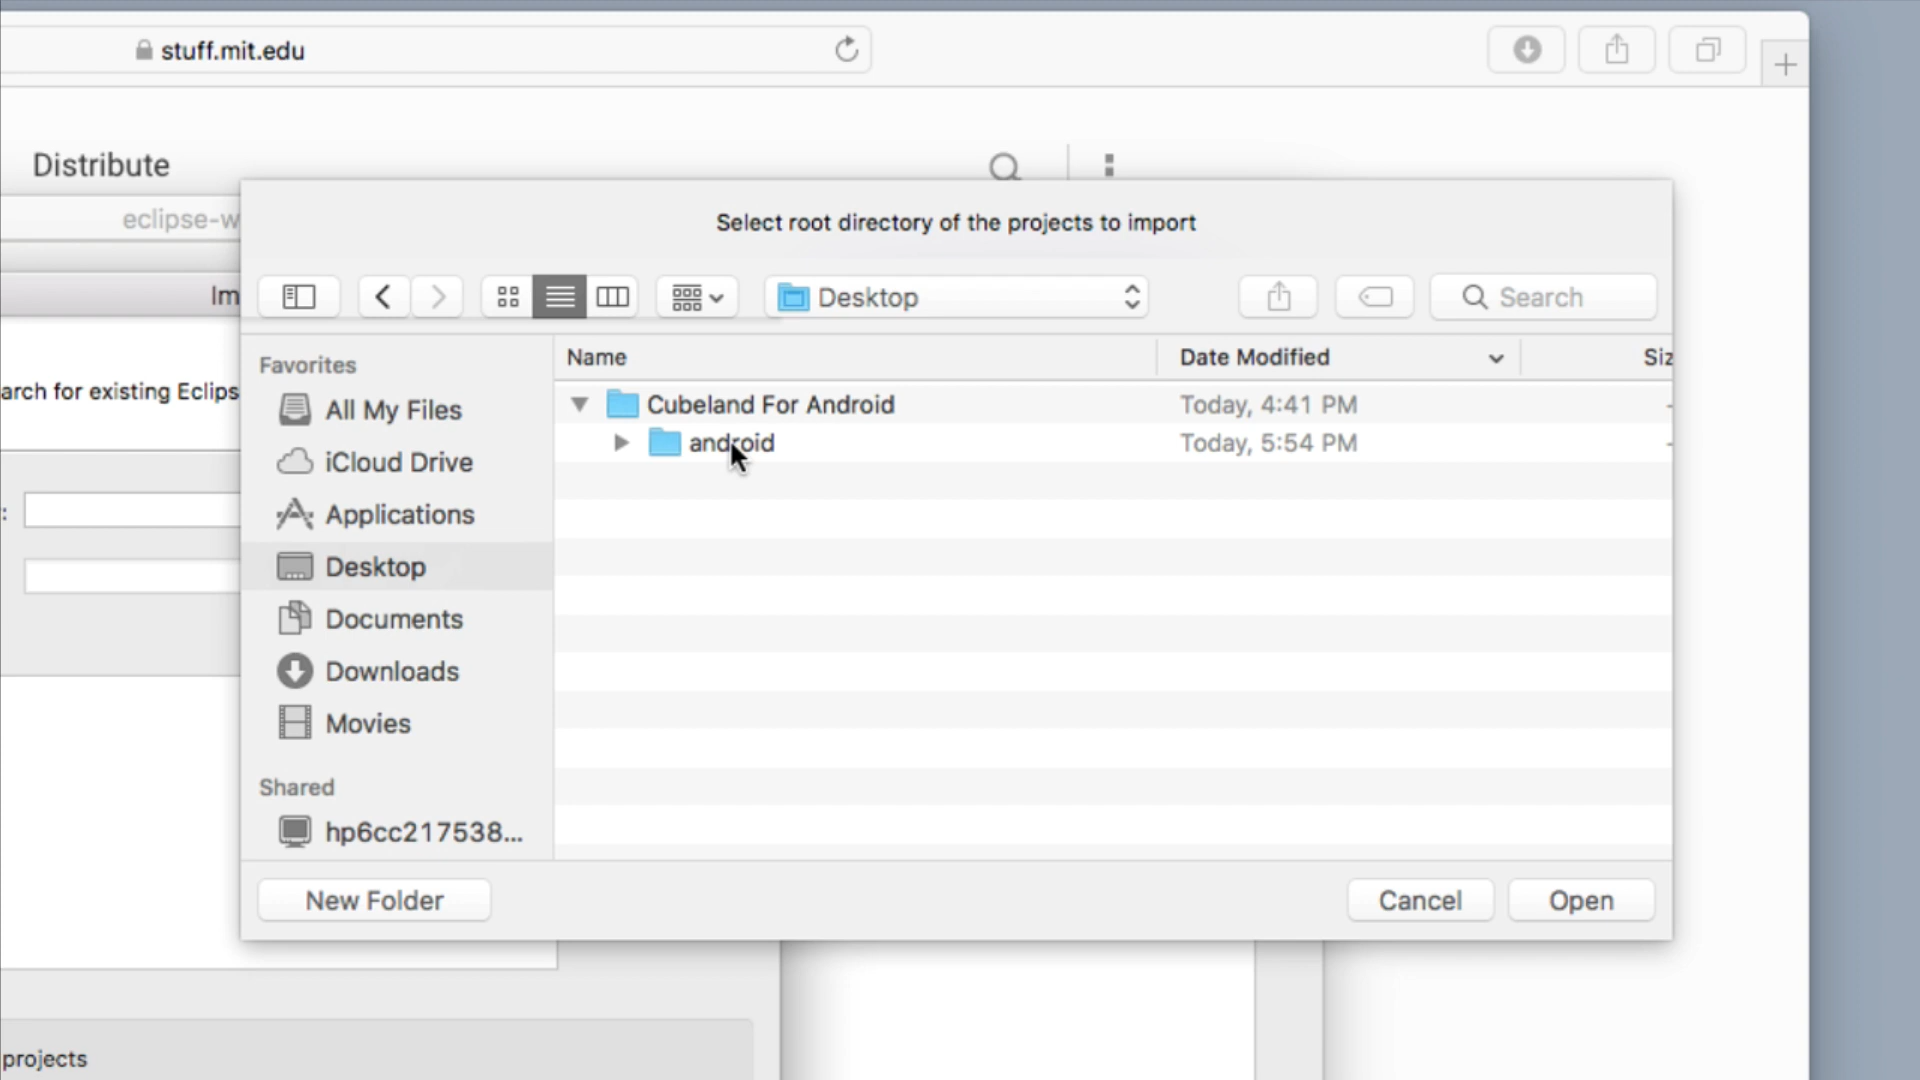 stuff.mit.edu
Distribute
eclipse-w
Select root directory of the projects to import
Im
Desktop
Search
arch for existing Eclips
:
Favorites
All My Files
iCloud Drive
Applications
Desktop
Documents
Downloads
Movies
Shared
hp6cc217538...
Name Date Modified Siz
Cubeland For Android Today, 4:41 PM -
android Today, 5:54 PM -
New Folder
Cancel
Open
projects